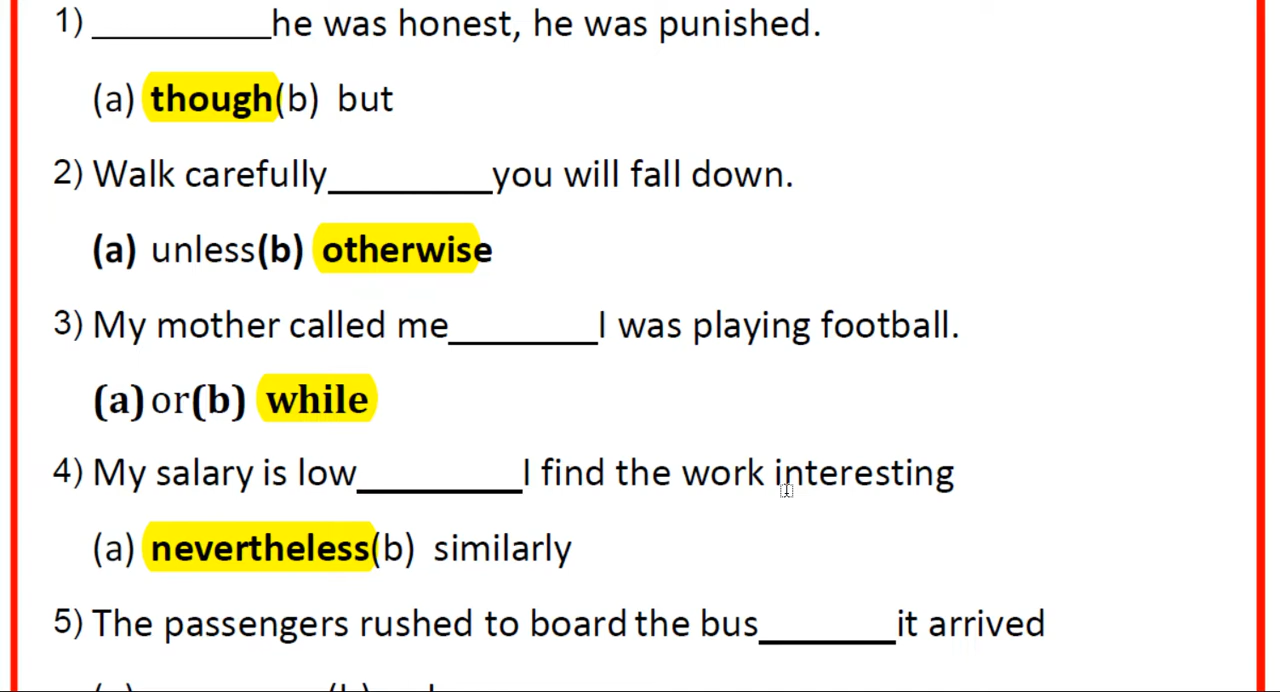 1) __________he was honest, he was punished.
(a) though(b) but
2) Walk carefully_________you will fall down.
(a) unless(b) otherwise
3) My mother called me________I was playing football.
(a) or(b) while
4) My salary is low_________I find the work interesting
(a) nevertheless(b) similarly
5) The passengers rushed to board the bus_______it arrived